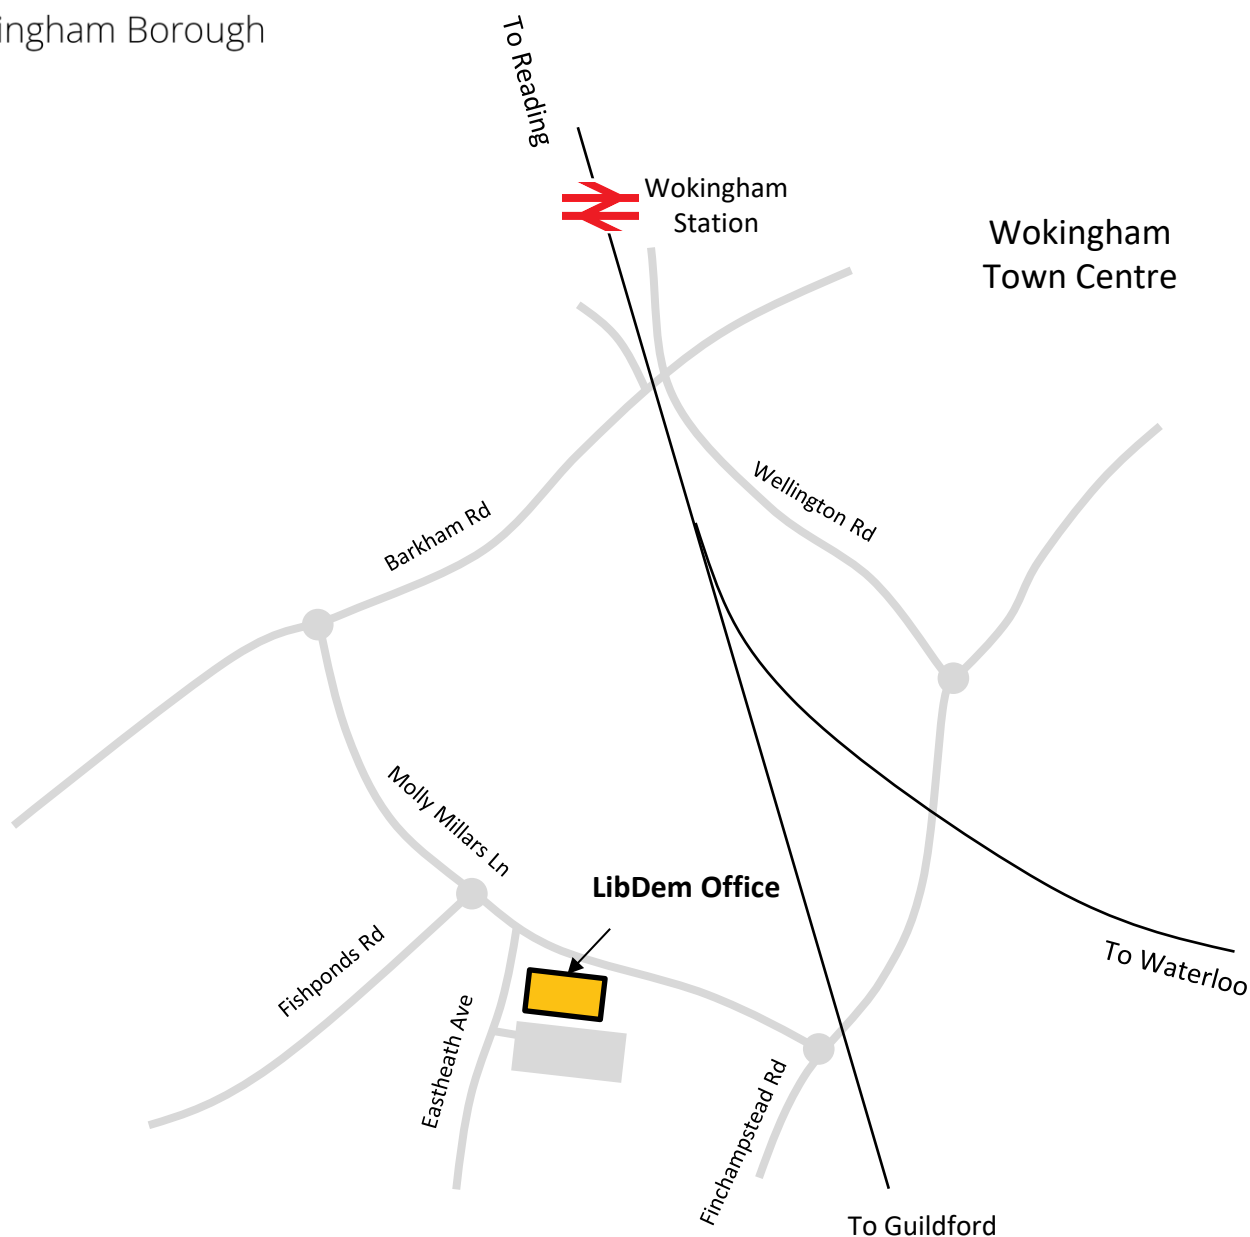 ingham Borough
To Reading
Wokingham
Station
Wokingham
Town Centre
Wellington Rd
Barkham Rd
Molly Millars Ln
LibDem Office
Fishponds Rd
To Waterloo
Eastheath Ave
Finchampstead Rd
To Guildford